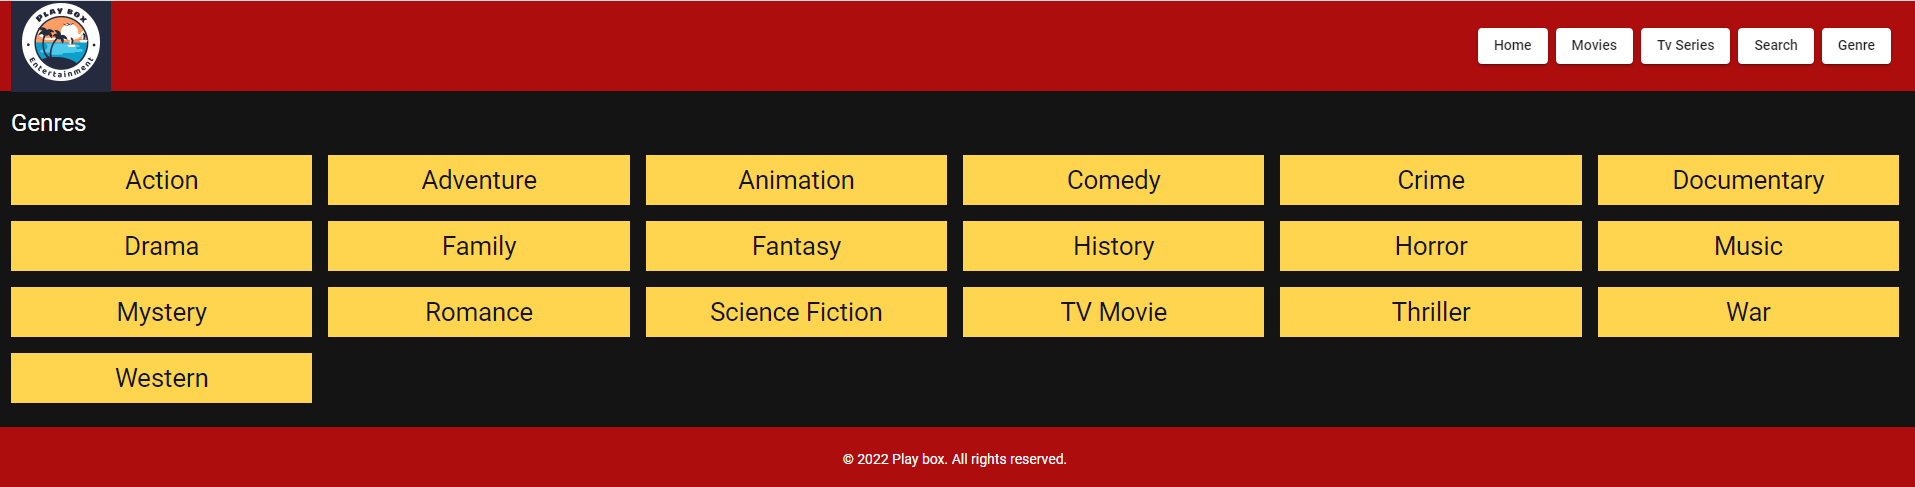 PLAY BOX
Entertainment
Home Movies Tv Series Search Genre
Genres
Action Adventure Animation Comedy Crime Documentary
Drama Family Fantasy History Horror Music
Mystery Romance Science Fiction TV Movie Thriller War
Western
© 2022 Play box. All rights reserved.